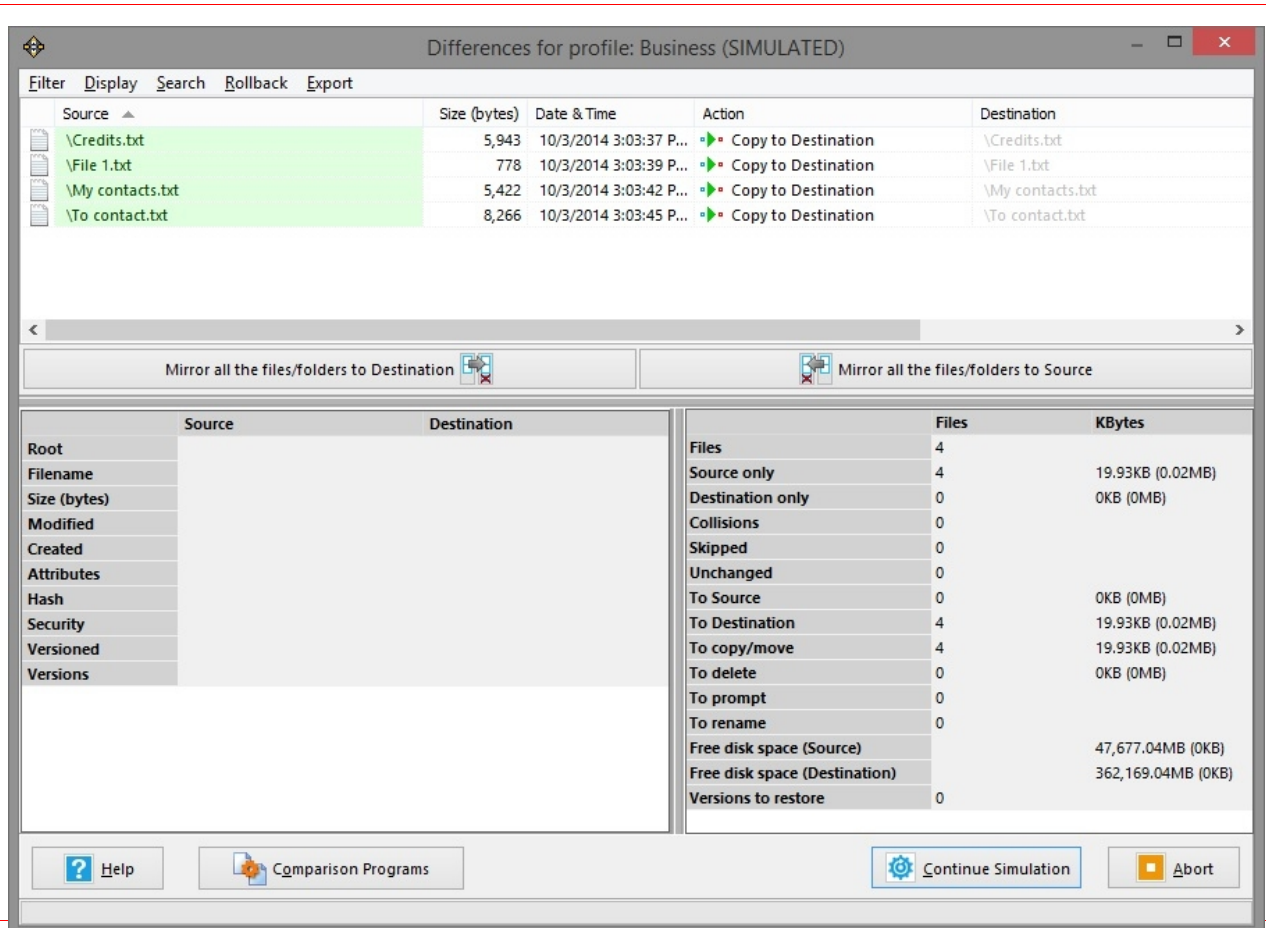 Differences for profile: Business (SIMULATED)
Filter Display Search Rollback Export
Source Size (bytes) Date & Time Action Destination
\Credits.txt 5,943 10/3/2014 3:03:37 P... Copy to Destination \Credits.txt
\File 1.txt 778 10/3/2014 3:03:39 P... Copy to Destination \File 1.txt
\My contacts.txt 5,422 10/3/2014 3:03:42 P... Copy to Destination \My contacts.txt
\To contact.txt 8,266 10/3/2014 3:03:45 P... Copy to Destination \To contact.txt
Mirror all the files/folders to Destination Mirror all the files/folders to Source
Source Destination
Root
Filename
Size (bytes)
Modified
Created
Attributes
Hash
Security
Versioned
Versions
Files KBytes
Files 4
Source only 4 19.93KB (0.02MB)
Destination only 0 0KB (0MB)
Collisions 0
Skipped 0
Unchanged 0
To Source 0 0KB (0MB)
To Destination 4 19.93KB (0.02MB)
To copy/move 4 19.93KB (0.02MB)
To delete 0 0KB (0MB)
To prompt 0
To rename 0
Free disk space (Source) 47,677.04MB (0KB)
Free disk space (Destination) 362,169.04MB (0KB)
Versions to restore 0
Help Comparison Programs Continue Simulation Abort